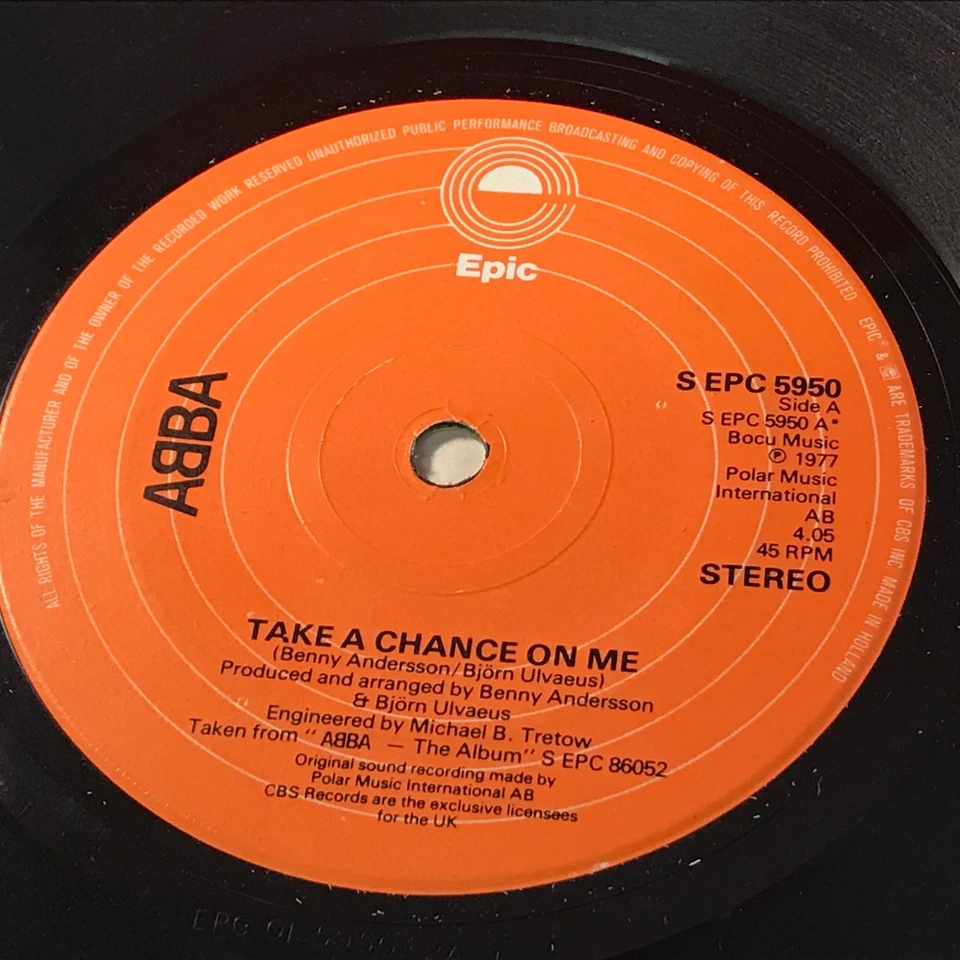 ALL RIGHTS OF THE MANUFACTURER AND OF THE OWNER OF THE RECORDED WORK RESERVED UNAUTHORIZED PUBLIC PERFORMANCE BROADCASTING AND COPYING OF THIS RECORD PROHIBITED EPIC® & ARE TRADEMARKS OF CBS INC. MADE IN HOLLAND
Epic
ABBA
S EPC 5950
Side A
S EPC 5950 A*
Bocu Music
℗ 1977
Polar Music
International
AB
4.05
45 RPM
STEREO
TAKE A CHANCE ON ME
(Benny Andersson/Björn Ulvaeus)
Produced and arranged by Benny Andersson
& Björn Ulvaeus
Engineered by Michael B. Tretow
Taken from "ABBA – The Album" S EPC 86052
Original sound recording made by
Polar Music International AB
CBS Records are the exclusive licensees
for the UK